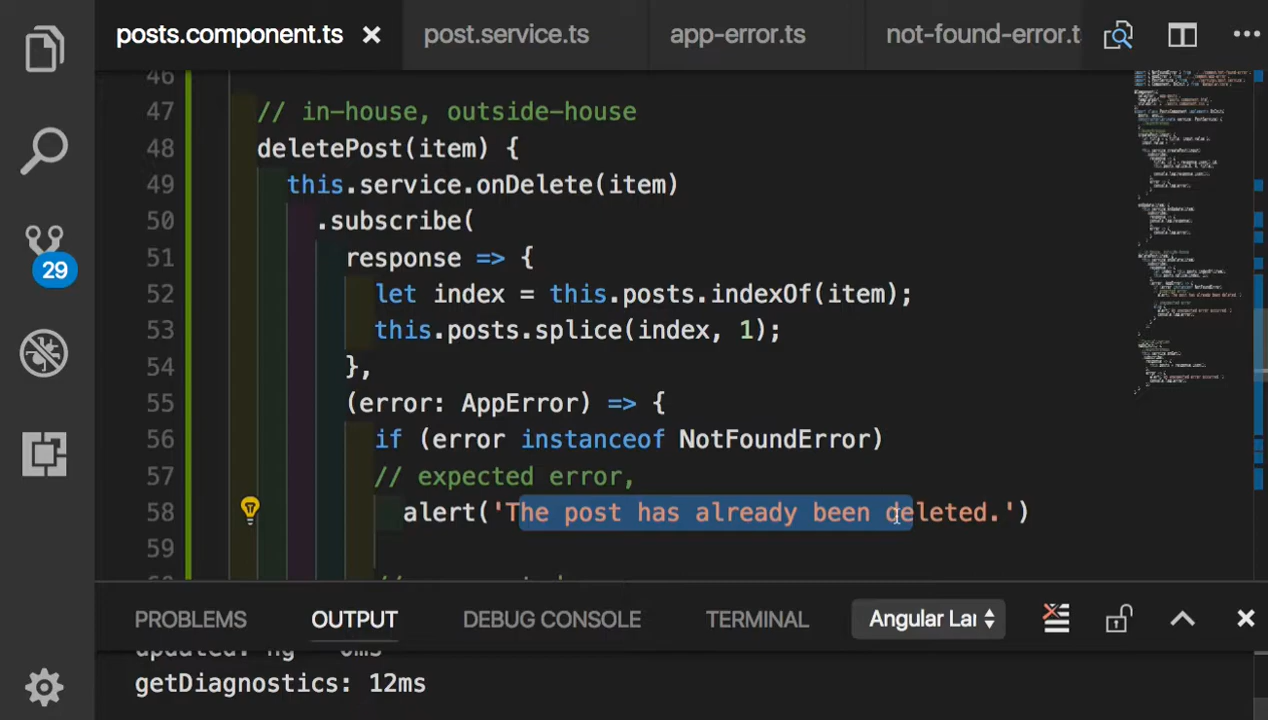 posts.component.ts post.service.ts app-error.ts not-found-error.t
46
47 // in-house, outside-house
48 deletePost(item) {
49 this.service.onDelete(item)
50 .subscribe(
51 response => {
52 let index = this.posts.indexOf(item);
53 this.posts.splice(index, 1);
54 },
55 (error: AppError) => {
56 if (error instanceof NotFoundError)
57 // expected error,
58 alert('The post has already been deleted.')
59
29
PROBLEMS OUTPUT DEBUG CONSOLE TERMINAL Angular Lar
getDiagnostics: 12ms